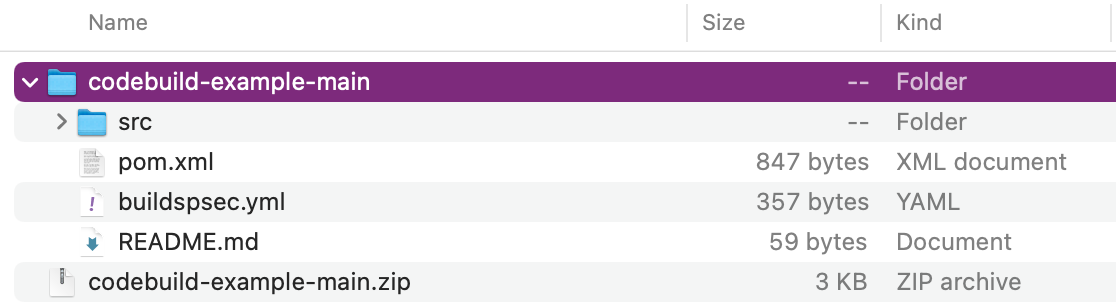 Name Size Kind
codebuild-example-main -- Folder
src -- Folder
pom.xml 847 bytes XML document
buildspsec.yml 357 bytes YAML
README.md 59 bytes Document
codebuild-example-main.zip 3 KB ZIP archive